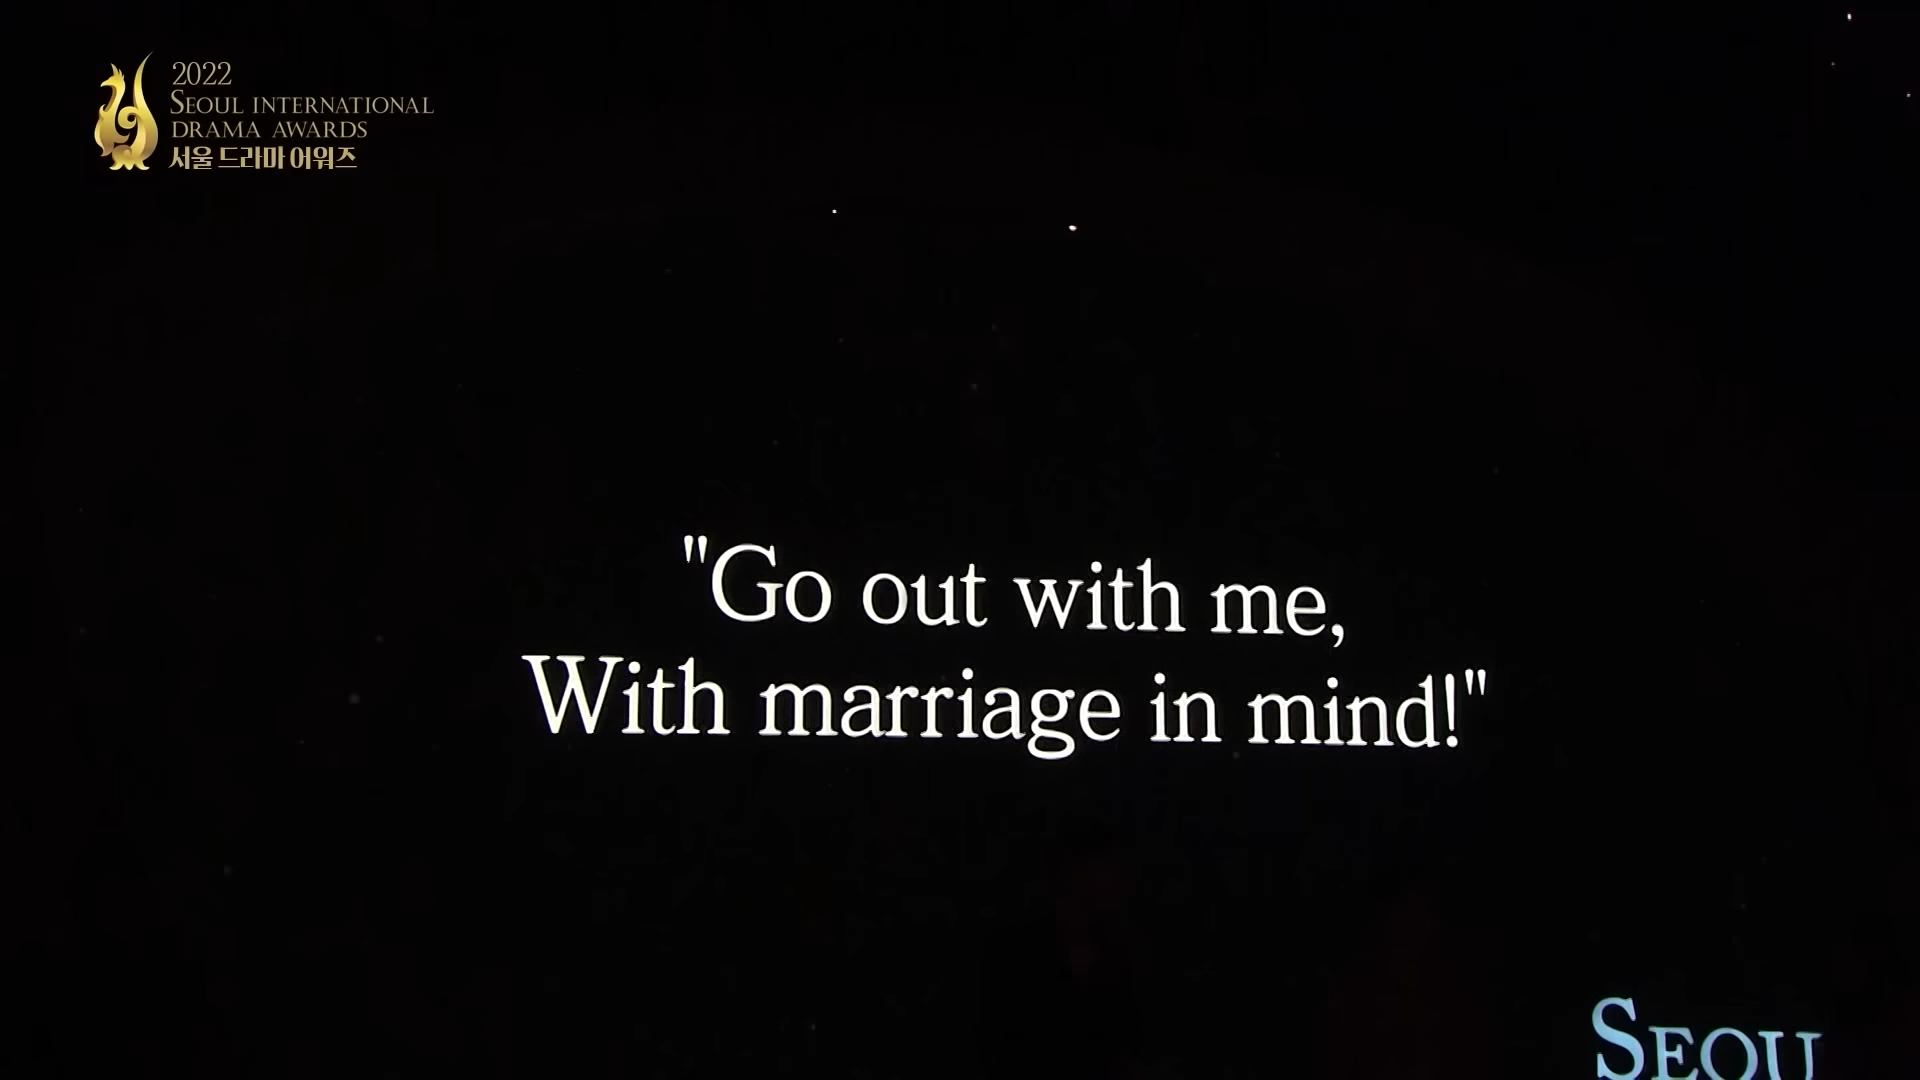 2022
SEOUL INTERNATIONAL
DRAMA AWARDS
서울 드라마 어워즈
"Go out with me,
With marriage in mind!"
SEOU